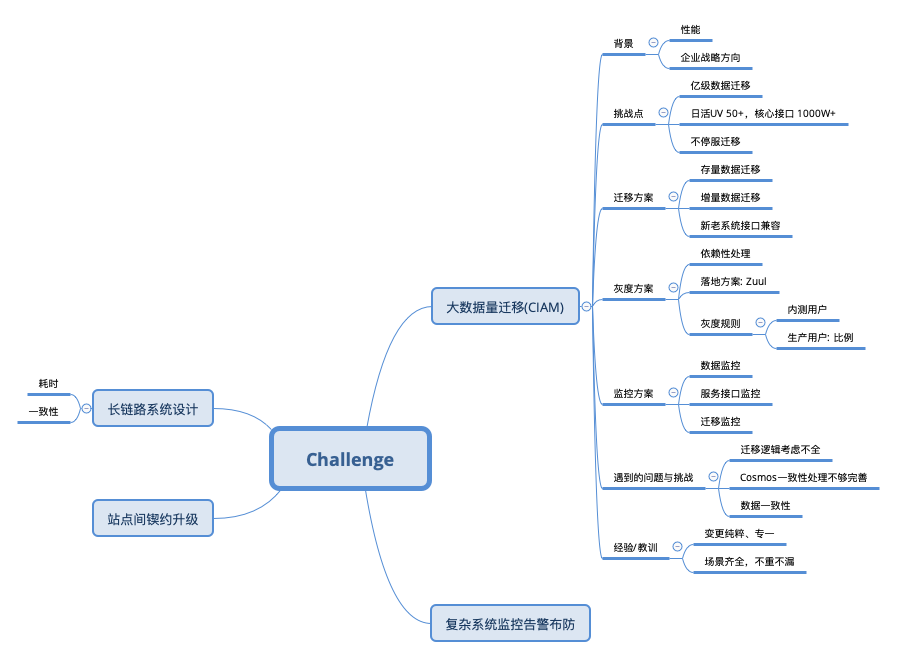 Challenge
大数据量迁移(CIAM)
背景
性能
企业战略方向
挑战点
亿级数据迁移
日活UV 50+，核心接口 1000W+
不停服迁移
迁移方案
存量数据迁移
增量数据迁移
新老系统接口兼容
灰度方案
依赖性处理
落地方案: Zuul
灰度规则
内测用户
生产用户: 比例
监控方案
数据监控
服务接口监控
迁移监控
遇到的问题与挑战
迁移逻辑考虑不全
Cosmos一致性处理不够完善
数据一致性
经验/教训
变更纯粹、专一
场景齐全，不重不漏
复杂系统监控告警布防
长链路系统设计
耗时
一致性
站点间锲约升级